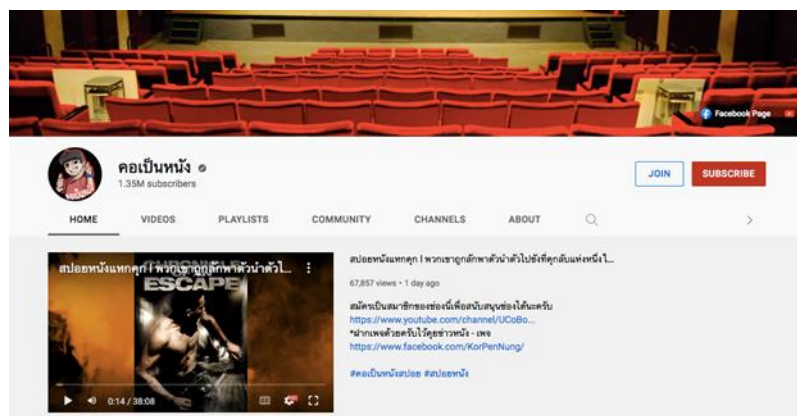 Facebook Page
คอเป็นหนัง
1.35M subscribers
JOIN
SUBSCRIBE
HOME
VIDEOS
PLAYLISTS
COMMUNITY
CHANNELS
ABOUT
สปอยหนังแหกคุก l พวกเขาถูกลักพาตัวนำตัวไ...
ESCAPE
0:14 / 38:08
สปอยหนังแหกคุก l พวกเขาถูกลักพาตัวนำตัวไปขังที่คุกลับแห่งหนึ่งใ...
67,857 views • 1 day ago
สมัครเป็นสมาชิกของช่องนี้เพื่อสนับสนุนช่องได้นะครับ
https://www.youtube.com/channel/UCoBo...
*ฝากเพจด้วยครับไว้คุยข่าวหนัง - เพจ
https://www.facebook.com/KorPenNung/
#คอเป็นหนังสปอย #สปอยหนัง